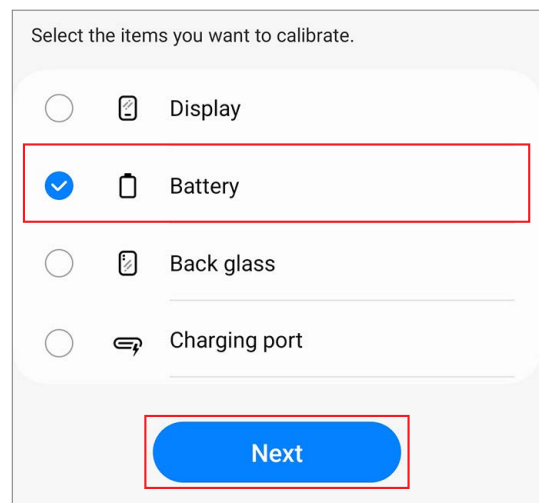 Select the items you want to calibrate.
Display
Battery
Back glass
Charging port
Next